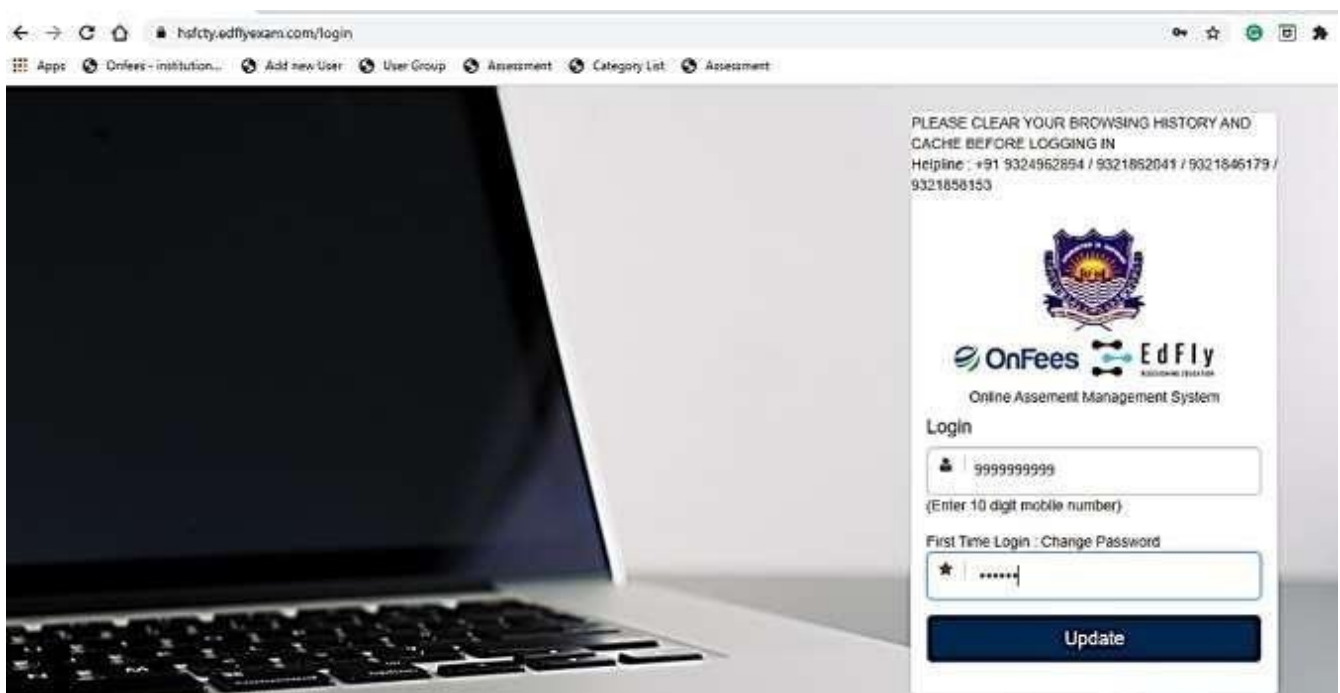 hsfcty.edflyexam.com/login
Apps Onfees - institution... Add new User User Group Assessment Category List Assessment
PLEASE CLEAR YOUR BROWSING HISTORY AND
CACHE BEFORE LOGGING IN
Helpline : +91 9324962894 / 9321862041 / 9321846179 /
9321858153
OnFees EdFly
Online Assement Management System
Login
9999999999
(Enter 10 digit mobile number)
First Time Login : Change Password
••••••
Update